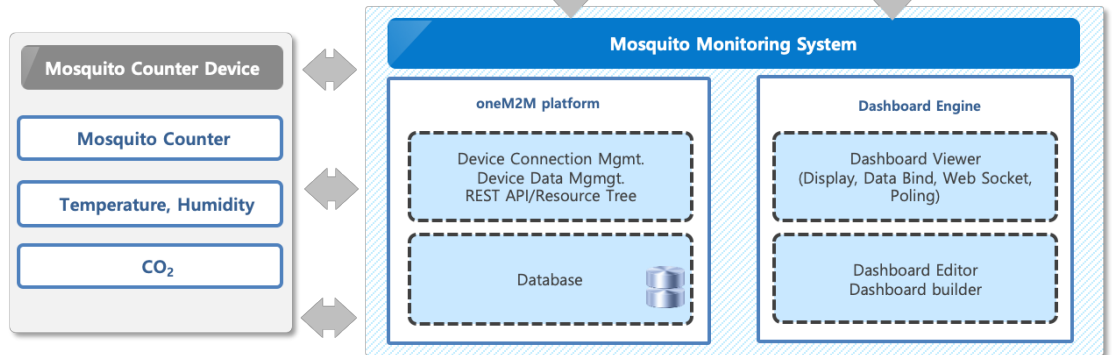 Mosquito Counter Device
Mosquito Counter
Temperature, Humidity
CO₂
Mosquito Monitoring System
oneM2M platform
Device Connection Mgmt.
Device Data Mgmgt.
REST API/Resource Tree
Database
Dashboard Engine
Dashboard Viewer
(Display, Data Bind, Web Socket,
Poling)
Dashboard Editor
Dashboard builder